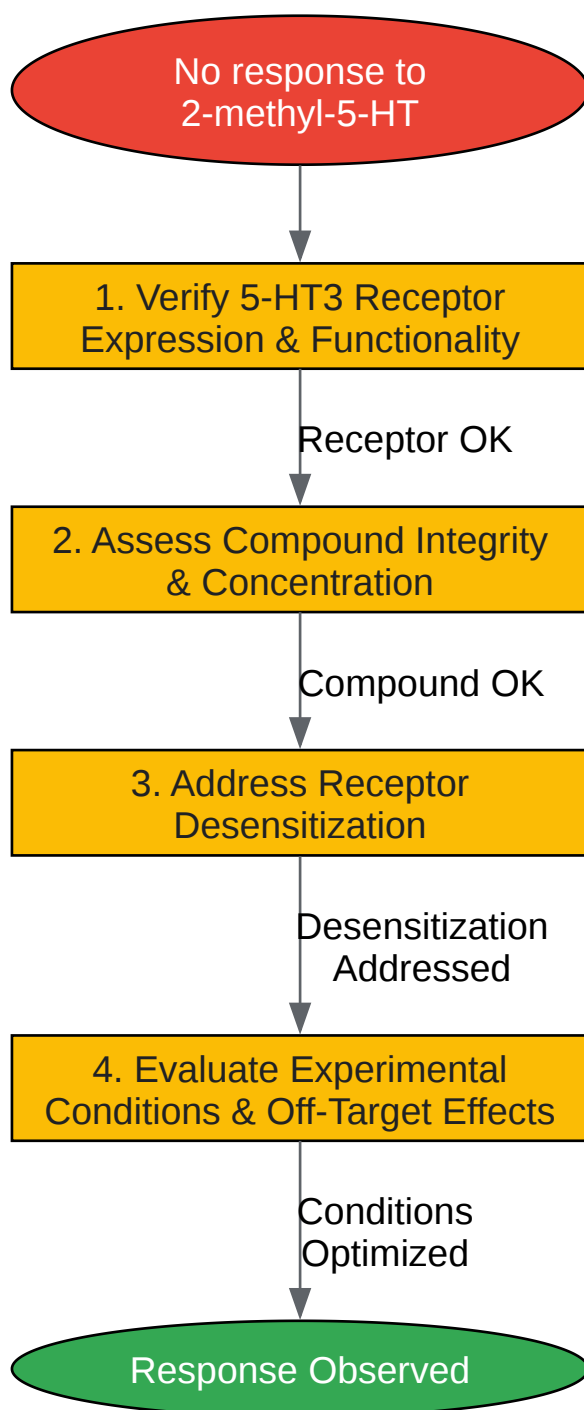 No response to
2-methyl-5-HT
1. Verify 5-HT3 Receptor
Expression & Functionality
Receptor OK
2. Assess Compound Integrity
& Concentration
Compound OK
3. Address Receptor
Desensitization
Desensitization
Addressed
4. Evaluate Experimental
Conditions & Off-Target Effects
Conditions
Optimized
Response Observed